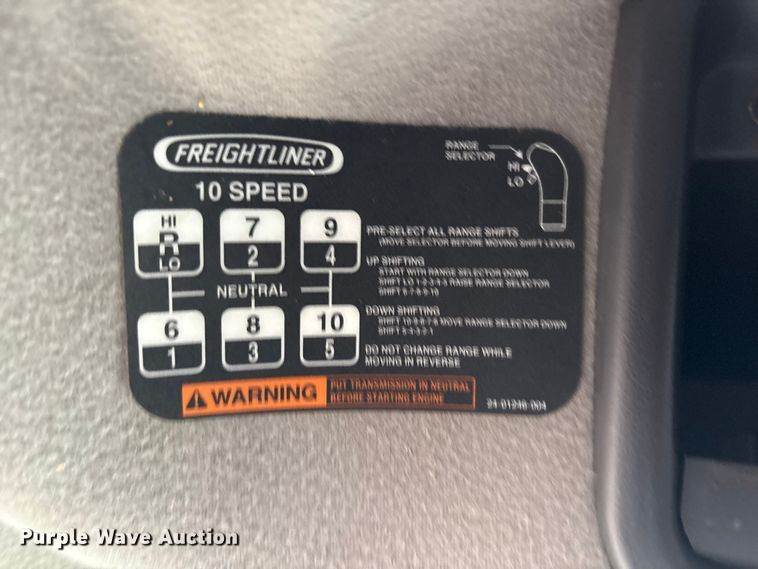 FREIGHTLINER
10 SPEED
RANGE
SELECTOR
HI
LO
HI
R
LO
7
2
9
4
NEUTRAL
6
1
8
3
10
5
PRE-SELECT ALL RANGE SHIFTS
(MOVE SELECTOR BEFORE MOVING SHIFT LEVER)
UP SHIFTING
START WITH RANGE SELECTOR DOWN
SHIFT LO 1-2-3-4-5 RAISE RANGE SELECTOR
SHIFT 6-7-8-9-10
DOWN SHIFTING
SHIFT 10-9-8-7-6 MOVE RANGE SELECTOR DOWN
SHIFT 5-4-3-2-1
DO NOT CHANGE RANGE WHILE
MOVING IN REVERSE
WARNING
PUT TRANSMISSION IN NEUTRAL
BEFORE STARTING ENGINE
24-01246-004
Purple Wave Auction